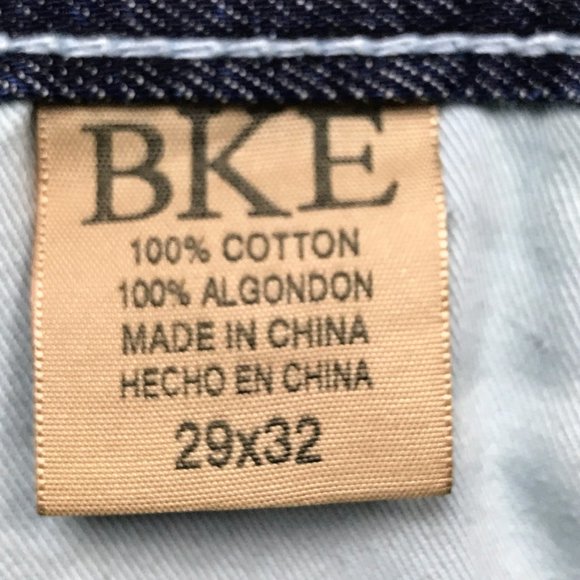 BKE
100% COTTON
100% ALGONDON
MADE IN CHINA
HECHO EN CHINA
29x32